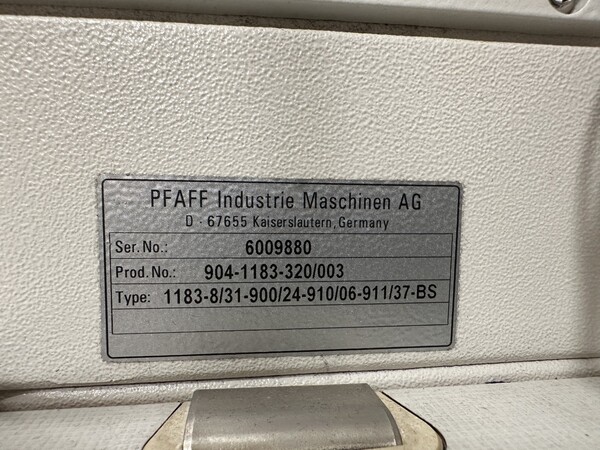 PFAFF Industrie Maschinen AG
D · 67655 Kaiserslautern, Germany
Ser. No.: 6009880
Prod. No.: 904-1183-320/003
Type: 1183-8/31-900/24-910/06-911/37-BS